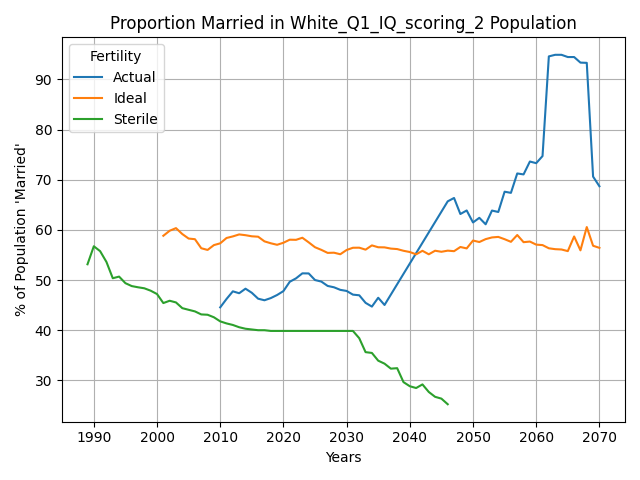 Proportion Married in White_Q1_IQ_scoring_2 Population
Fertility
Actual
Ideal
Sterile
% of Population 'Married'
90
80
70
60
50
40
30
1990 2000 2010 2020 2030 2040 2050 2060 2070
Years